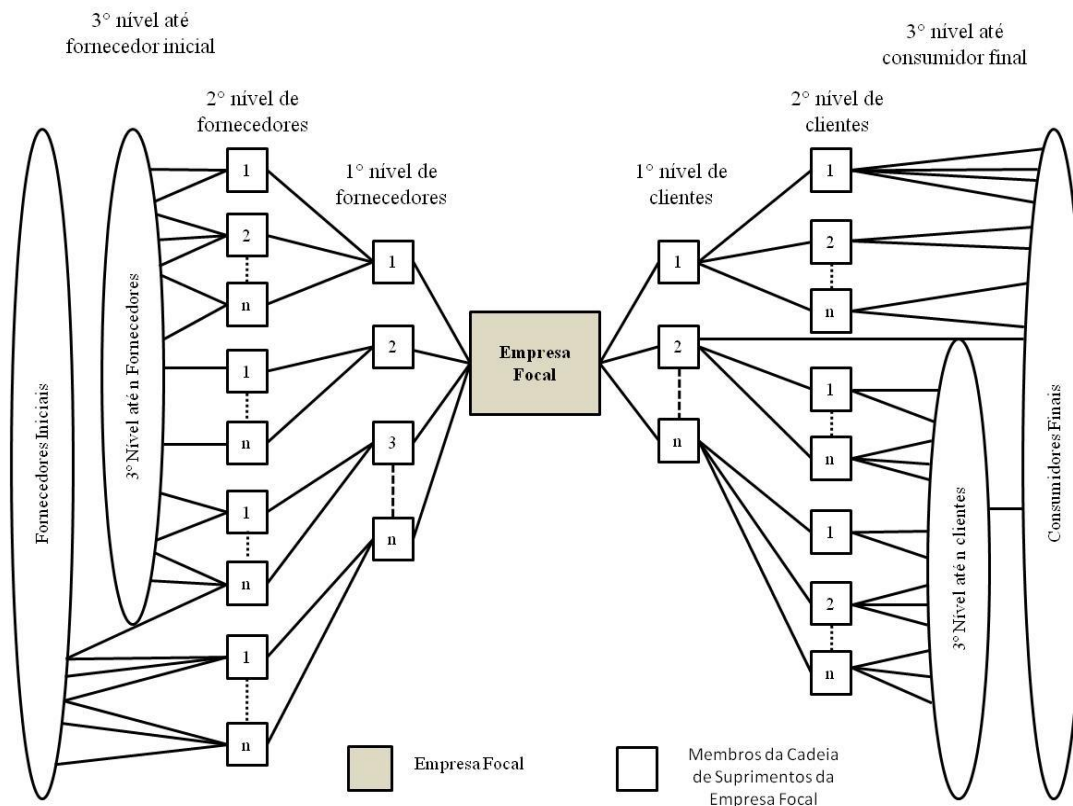 3° nível até
fornecedor inicial
3° nível até
consumidor final
2° nível de
fornecedores
2° nível de
clientes
1° nível de
fornecedores
1° nível de
clientes
Fornecedores Iniciais
3° Nível até n Fornecedores
1
2
n
1
n
1
n
1
n
1
2
3
n
Empresa
Focal
1
2
n
1
2
n
1
n
1
2
n
3° Nível até n clientes
Consumidores Finais
Empresa Focal
Membros da Cadeia
de Suprimentos da
Empresa Focal